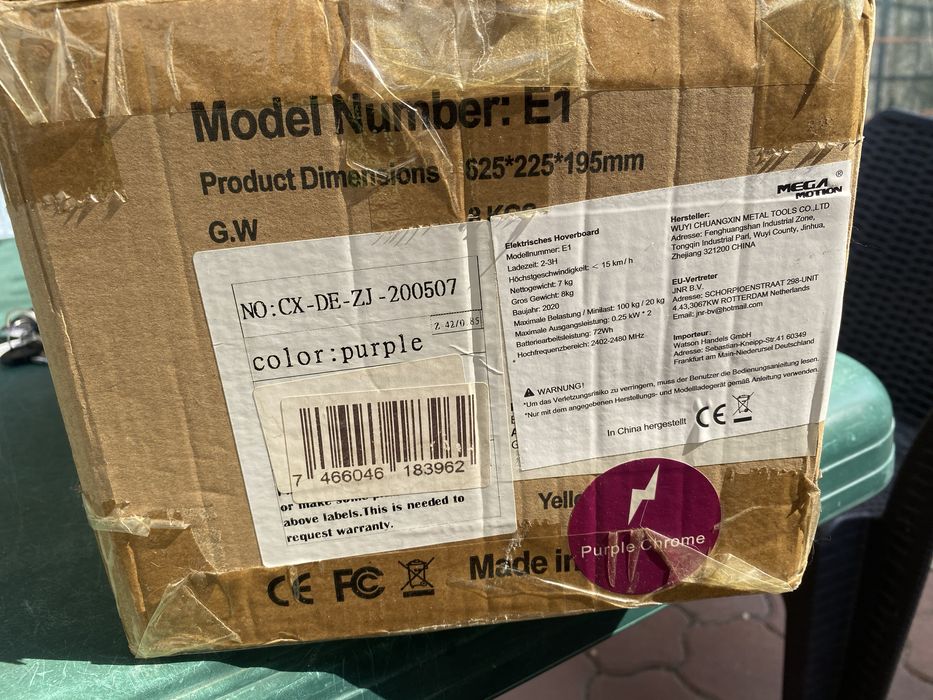 Model Number: E1
Product Dimensions 625*225*195mm
G.W
NO:CX-DE-ZJ-200507
color:purple
7 466046 183962
above labels.This is needed to
request warranty.
CE FC
MEGA MOTION ®
Elektrisches Hoverboard
Modellnummer: E1
Ladezeit: 2-3H
Höchstgeschwindigkeit: < 15 km/h
Nettogewicht: 7 kg
Gros Gewicht: 8kg
Baujahr: 2020
Maximale Belastung / Minilast: 100 kg / 20 kg
Maximale Ausgangsleistung: 0.25 kW * 2
Batteriearbeitsleistung: 72Wh
Hochfrequenzbereich: 2402-2480 MHz
Hersteller:
WUYI CHUANGXIN METAL TOOLS CO.,LTD
Adresse: Fenghuangshan Industrial Zone,
Tongqin Industrial Parl, Wuyi County, Jinhua,
Zhejiang 321200 CHINA
EU-Vertreter
JNR B.V.
Adresse: SCHORPIOENSTRAAT 298-UNIT
4.43,3067KW ROTTERDAM Netherlands
Email: jnr-bv@hotmail.com
Importeur:
Watson Handels GmbH
Adresse: Sebastian-Kneipp-Str.41 60349
Frankfurt am Main-Niederursel Deutschland
WARNUNG!
*Um das Verletzungsrisiko zu verringern, muss der Benutzer die Bedienungsanleitung lesen.
*Nur mit dem angegebenen Herstellungs- und Modellladegerät gemäß Anleitung verwenden.
In China hergestellt CE
Purple Chrome
Made in